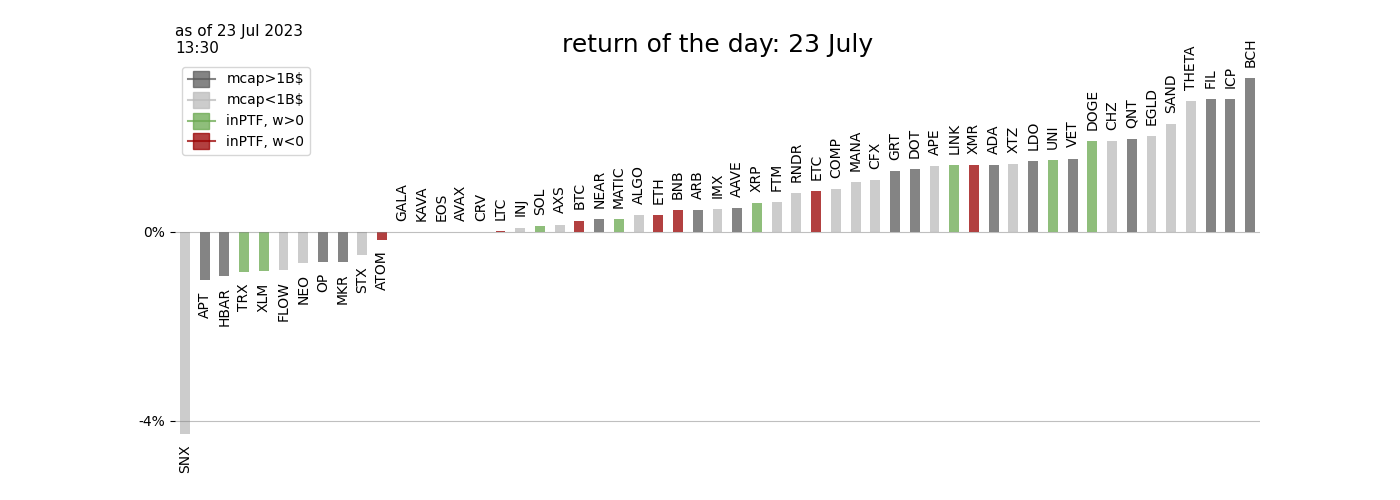 as of 23 Jul 2023
13:30
return of the day: 23 July
mcap>1B$
mcap<1B$
inPTF, w>0
inPTF, w<0
0%
-4%
SNX
APT
HBAR
TRX
XLM
FLOW
NEO
OP
MKR
STX
ATOM
GALA
KAVA
EOS
AVAX
CRV
LTC
INJ
SOL
AXS
BTC
NEAR
MATIC
ALGO
ETH
BNB
ARB
IMX
AAVE
XRP
FTM
RNDR
ETC
COMP
MANA
CFX
GRT
DOT
APE
LINK
XMR
ADA
XTZ
LDO
UNI
VET
DOGE
CHZ
QNT
EGLD
SAND
THETA
FIL
ICP
BCH